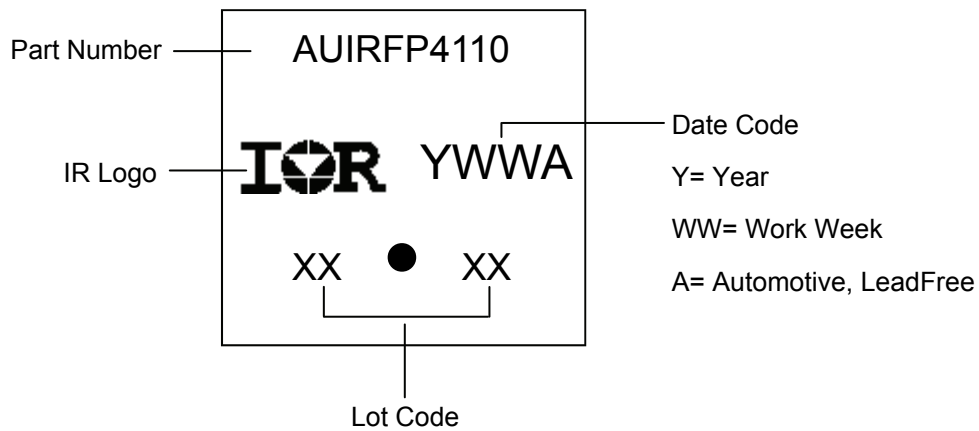 Part Number
AUIRFP4110
IR Logo
IOR
YWWA
Date Code
Y= Year
WW= Work Week
A= Automotive, LeadFree
XX
XX
Lot Code